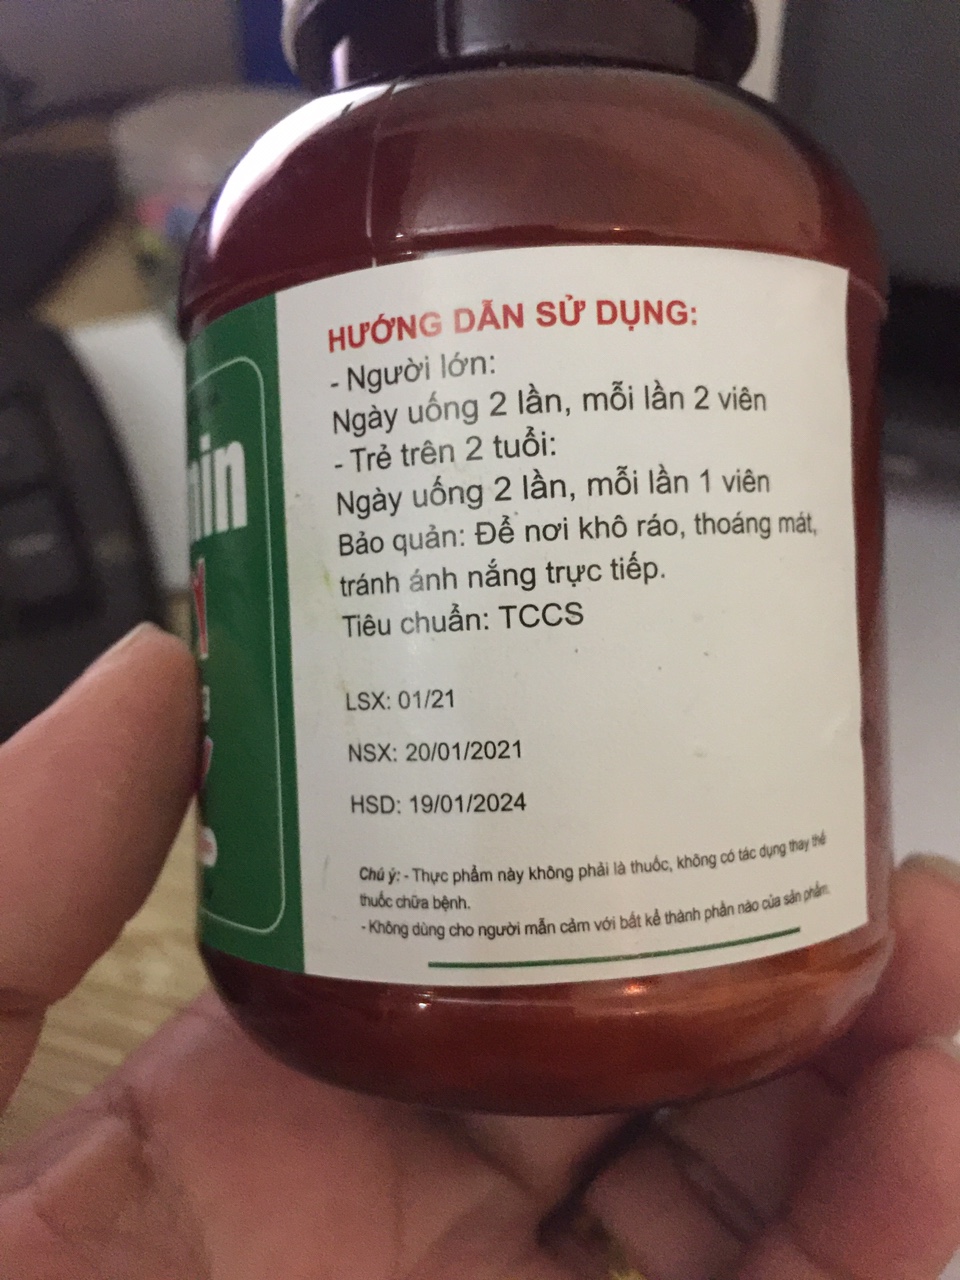 HƯỚNG DẪN SỬ DỤNG:
- Người lớn:
Ngày uống 2 lần, mỗi lần 2 viên
- Trẻ trên 2 tuổi:
Ngày uống 2 lần, mỗi lần 1 viên
Bảo quản: Để nơi khô ráo, thoáng mát,
tránh ánh nắng trực tiếp.
Tiêu chuẩn: TCCS
LSX: 01/21
NSX: 20/01/2021
HSD: 19/01/2024
Chú ý: - Thực phẩm này không phải là thuốc, không có tác dụng thay thế
thuốc chữa bệnh.
- Không dùng cho người mẫn cảm với bất kể thành phần nào của sản phẩm.